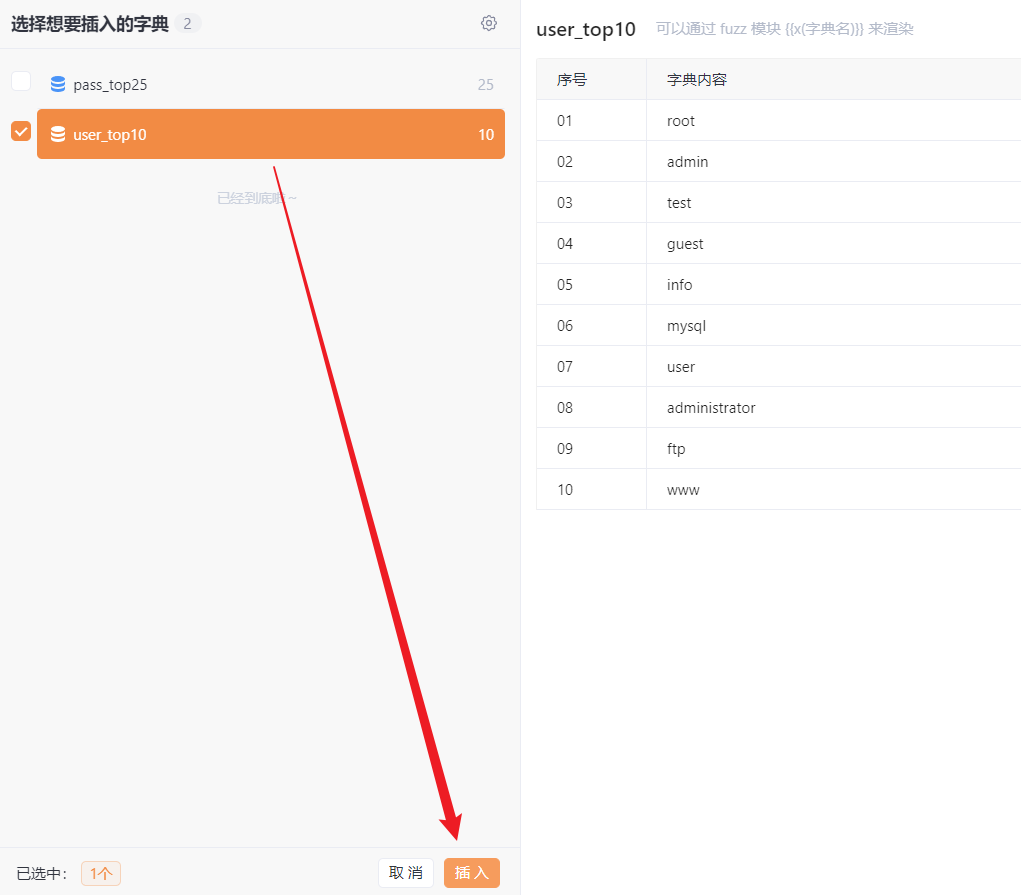 选择想要插入的字典 2
pass_top25 25
user_top10 10
已经到底啦~
已选中: 1个
取 消 插 入
user_top10 可以通过 fuzz 模块 {{x(字典名)}} 来渲染
序号 字典内容
01 root
02 admin
03 test
04 guest
05 info
06 mysql
07 user
08 administrator
09 ftp
10 www